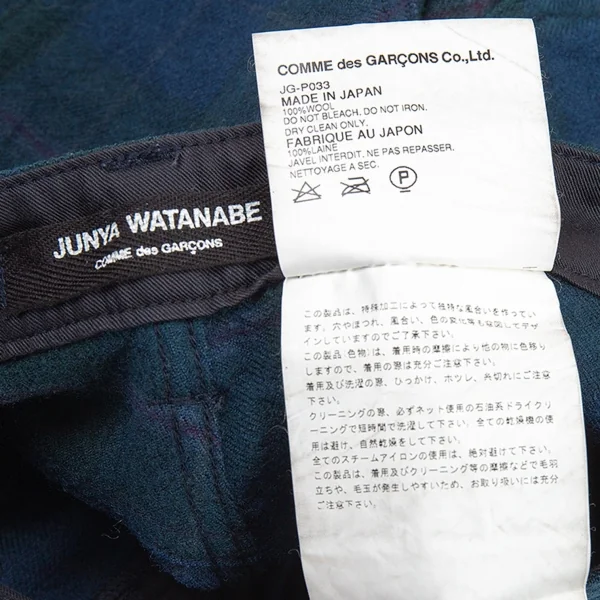 COMME des GARÇONS Co.,Ltd.
JG-P033
MADE IN JAPAN
100%WOOL
DO NOT BLEACH. DO NOT IRON.
DRY CLEAN ONLY.
FABRIQUE AU JAPON
100%LAINE
JAVEL INTERDIT, NE PAS REPASSER.
NETTOYAGE A SEC.
P
JUNYA WATANABE
COMME des GARÇONS
この製品は、特殊加工によって独特な風合いを作ってい
ます。穴やほつれ、風合い、色の変化等も意図してデザ
インしていますのでご了承下さい。
この製品(色物)は、着用時の摩擦により他の物に色移り
しますので、着用の際は充分ご注意下さい。
着用及び洗濯の際、ひっかけ、ホツレ、共切れにご注意
下さい。
クリーニングの際、必ずネット使用の石油系ドライクリ
ーニングで短時間で洗濯して下さい。全ての乾燥機の使
用は避け、自然乾燥をして下さい。
全てのスチームアイロンの使用は、絶対避けて下さい。
この製品は、着用及びクリーニング等の摩擦などで毛羽
立ちや、毛玉が発生しやすいため、お取り扱いには充分
ご注意下さい。